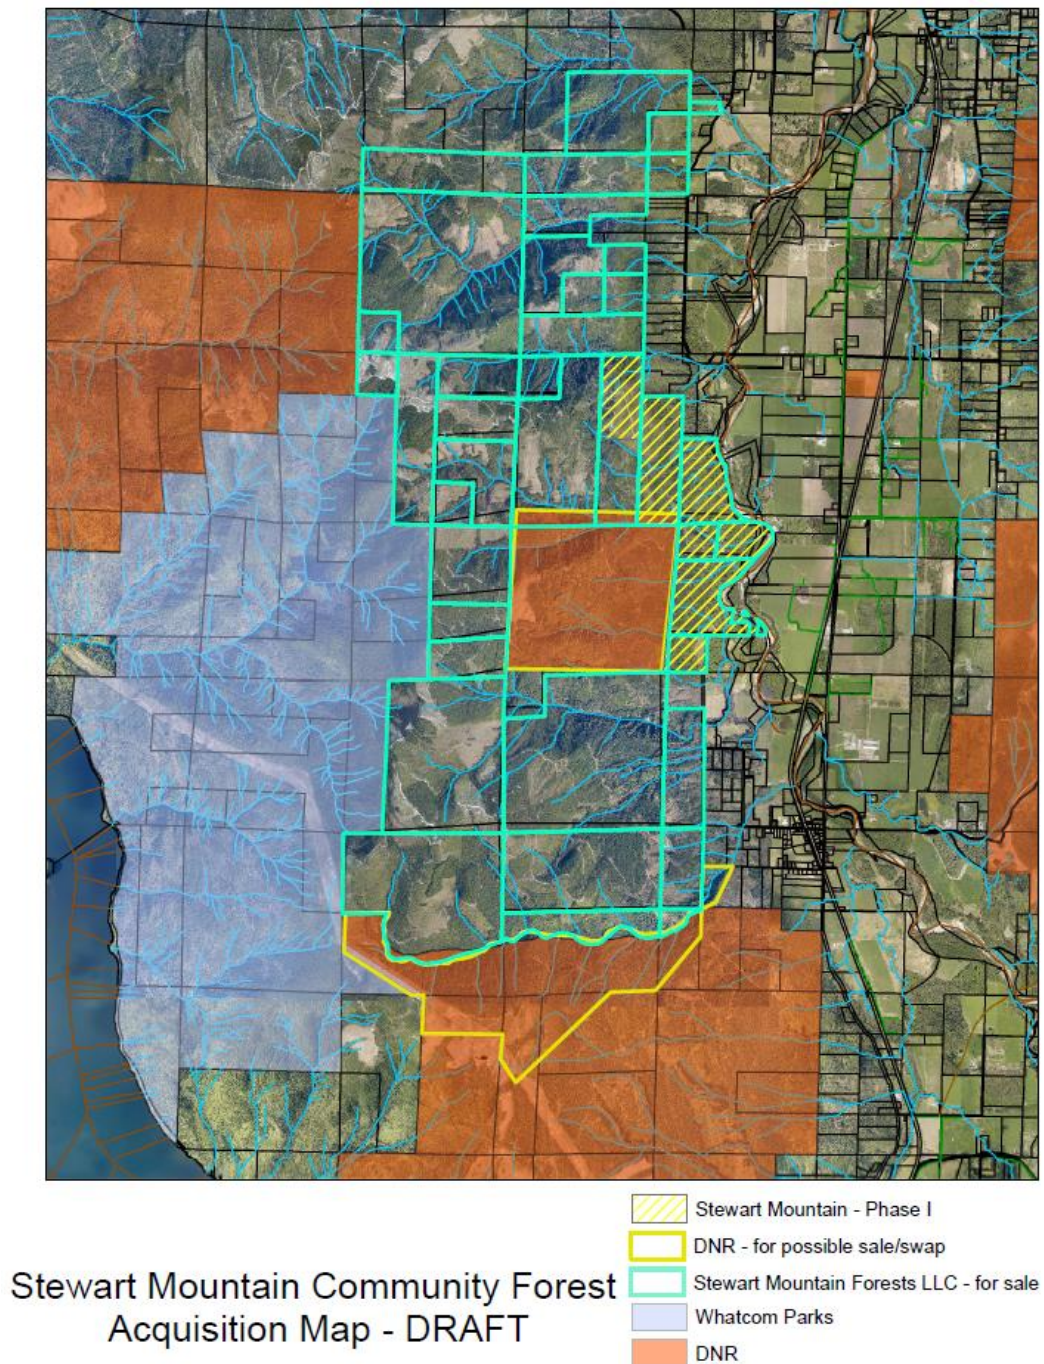 Stewart Mountain - Phase I
DNR - for possible sale/swap
Stewart Mountain Forests LLC - for sale
Whatcom Parks
DNR
Stewart Mountain Community Forest
Acquisition Map - DRAFT